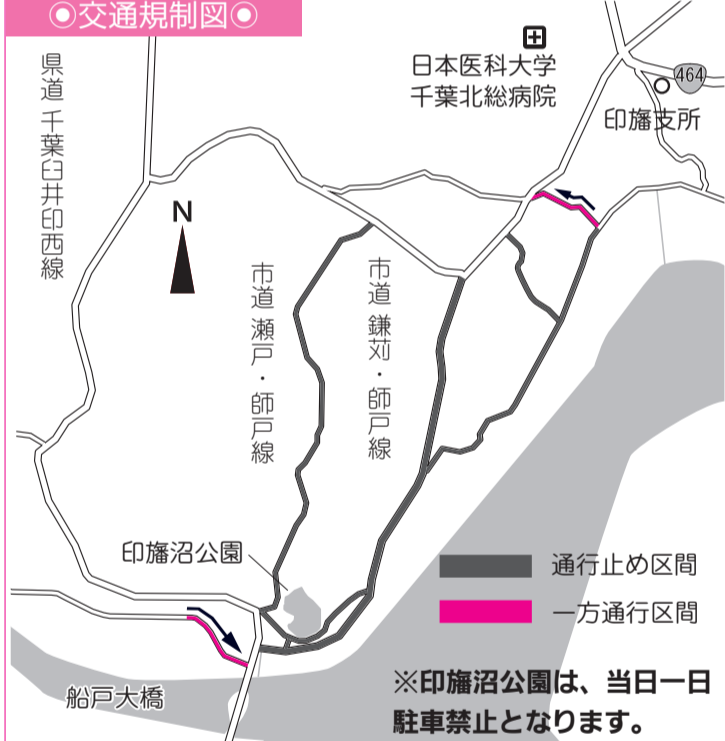 ◎交通規制図◎
県道 千葉臼井印西線
日本医科大学
千葉北総病院
464
印旛支所
N
市道 瀬戸・師戸線
市道 鎌苅・師戸線
印旛沼公園
通行止め区間
一方通行区間
船戸大橋
※印旛沼公園は、当日一日
駐車禁止となります。